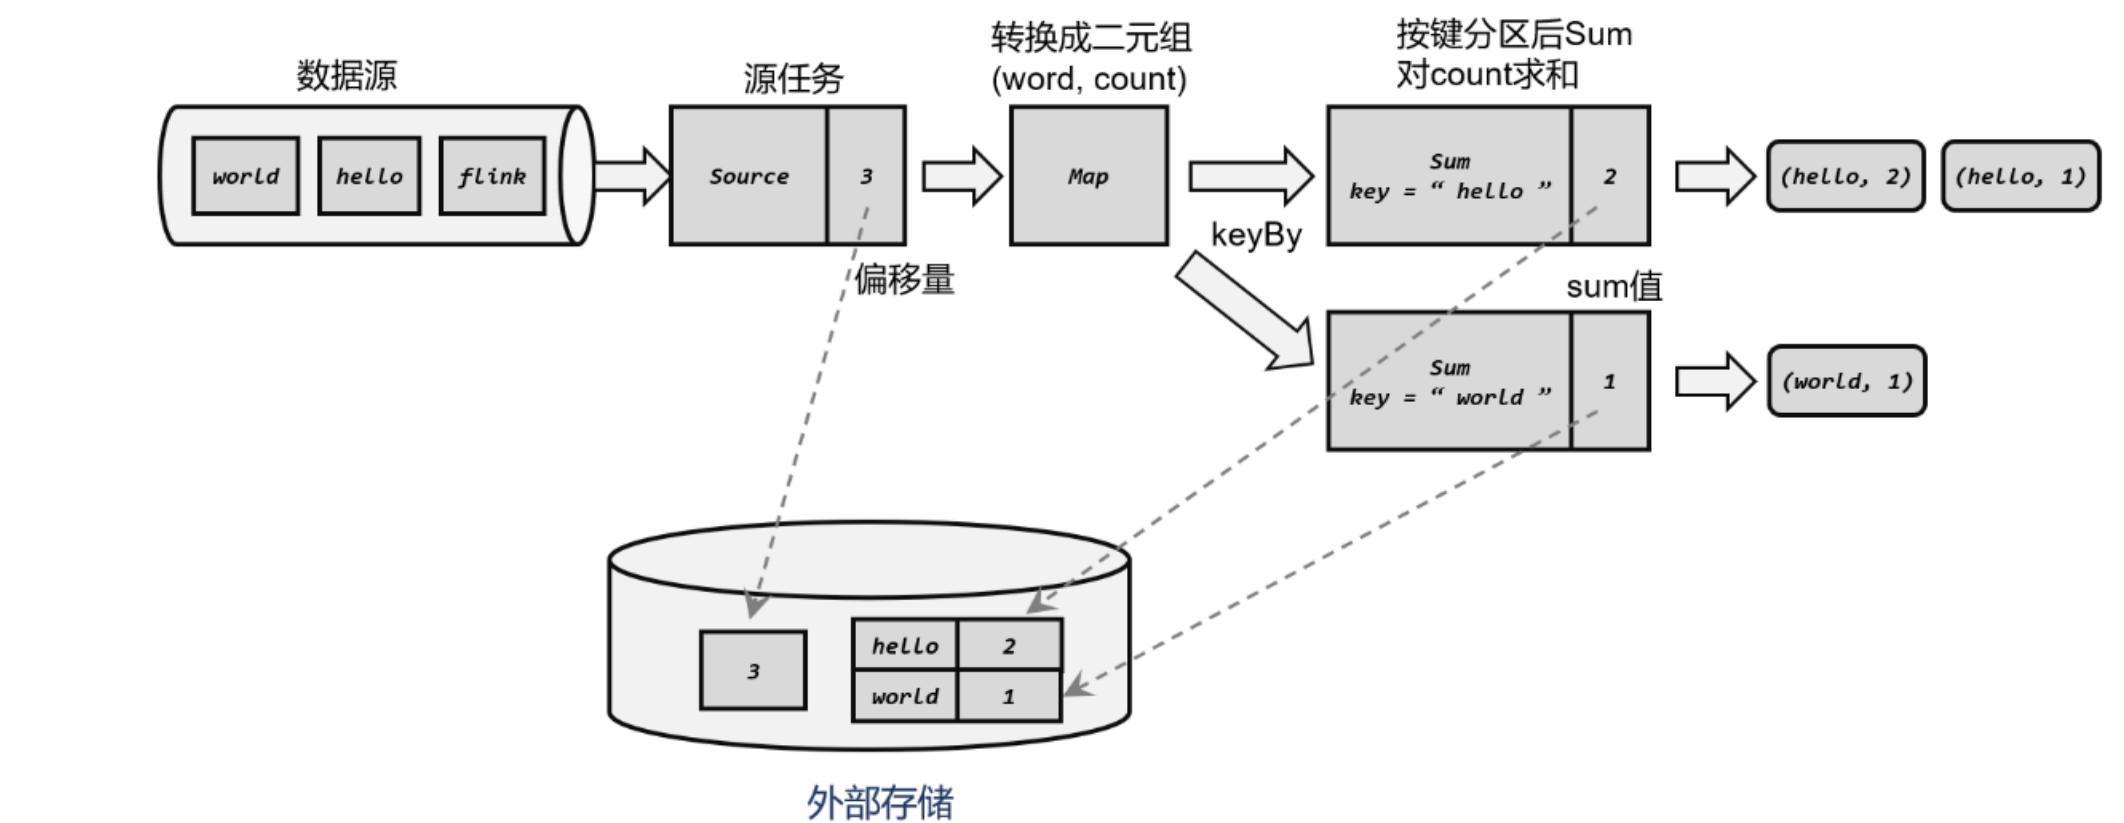 数据源
源任务
转换成二元组
(word, count)
按键分区后Sum
对count求和
world
hello
flink
Source
3
Map
Sum
key = “ hello ”
2
(hello, 2)
(hello, 1)
keyBy
偏移量
sum值
Sum
key = “ world ”
1
(world, 1)
3
hello
2
world
1
外部存储